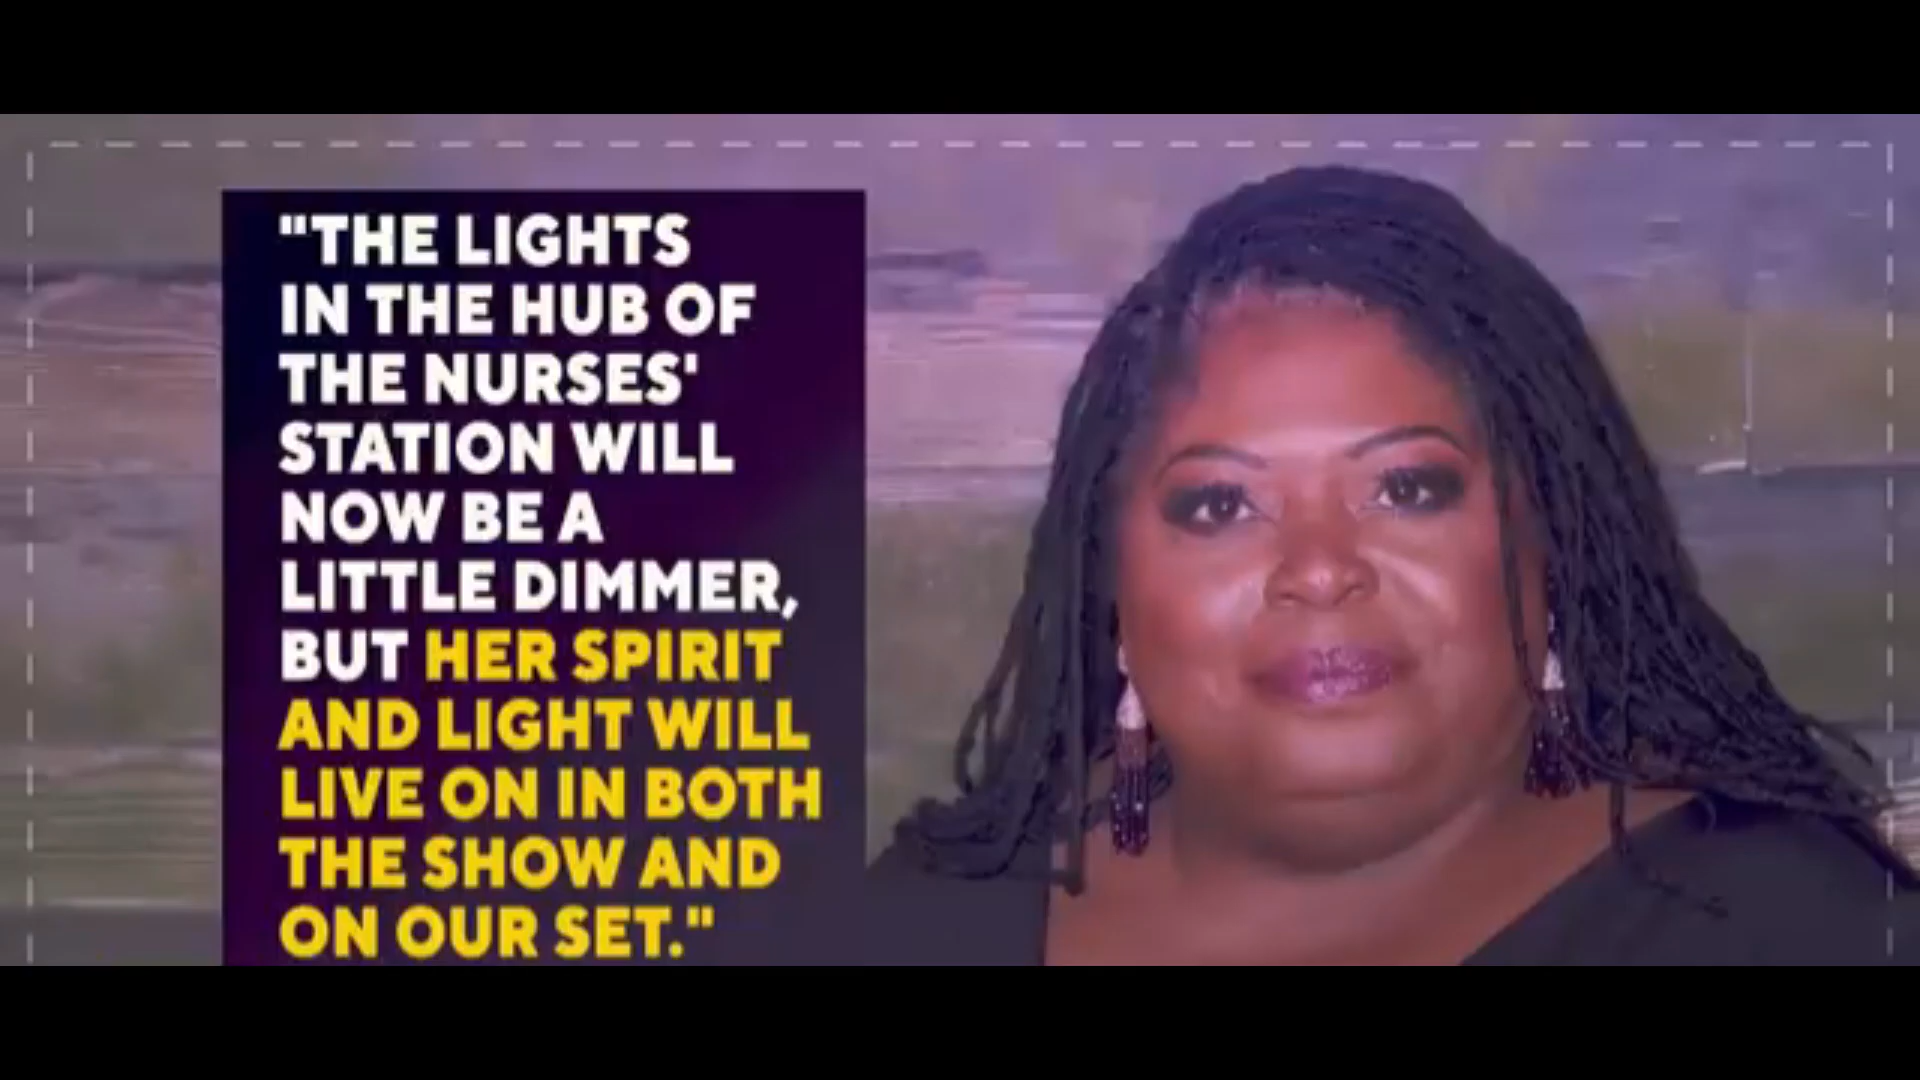 "THE LIGHTS
IN THE HUB OF
THE NURSES'
STATION WILL
NOW BE A
LITTLE DIMMER,
BUT HER SPIRIT
AND LIGHT WILL
LIVE ON IN BOTH
THE SHOW AND
ON OUR SET."